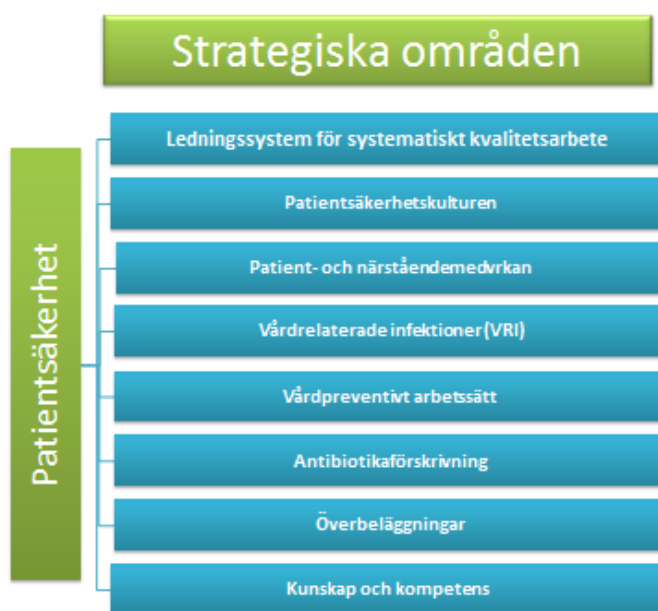 Strategiska områden
Patientsäkerhet
Ledningssystem för systematiskt kvalitetsarbete
Patientsäkerhetskulturen
Patient- och närståendemedvrkan
Vårdrelaterade infektioner (VRI)
Vårdpreventivt arbetssätt
Antibiotikaförskrivning
Överbeläggningar
Kunskap och kompetens